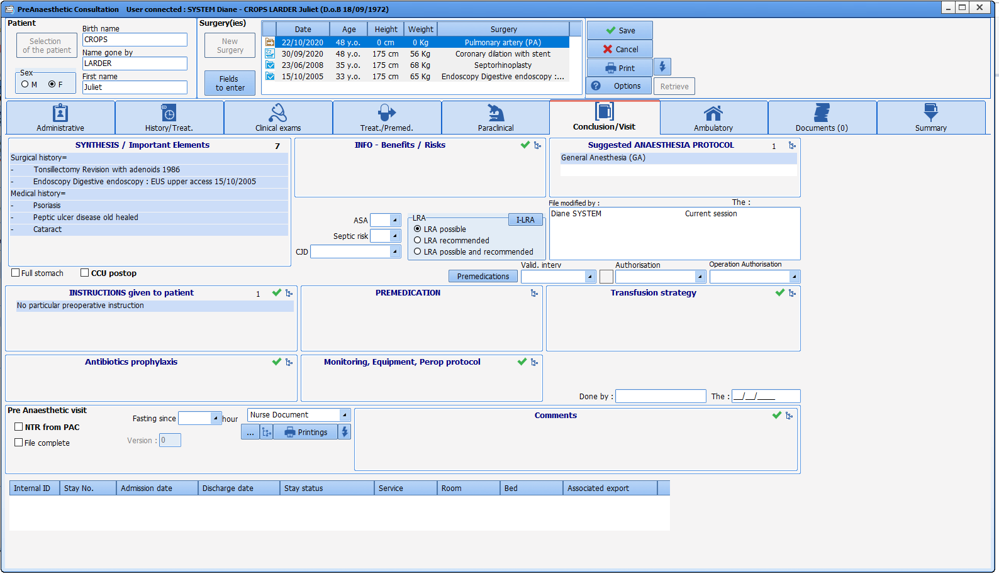 PreAnaesthetic Consultation User connected : SYSTEM Diane - CROPS LARDER Juliet (D.o.B 18/09/1972)
Patient
Selection
of the patient
Sex
M F
Birth name
CROPS
Name gone by
LARDER
First name
Juliet
Surgery(ies)
New
Surgery
Fields
to enter
Date Age Height Weight Surgery
22/10/2020 48 y.o. 0 cm 0 Kg Pulmonary artery (PA)
30/09/2020 48 y.o. 175 cm 56 Kg Coronary dilation with stent
23/06/2008 35 y.o. 175 cm 68 Kg Septorhinoplasty
15/10/2005 33 y.o. 175 cm 65 Kg Endoscopy Digestive endoscopy :...
Save
Cancel
Print
Options
Retrieve
Administrative
History/Treat.
Clinical exams
Treat./Premed.
Paraclinical
Conclusion/Visit
Ambulatory
Documents (0)
Summary
SYNTHESIS / Important Elements 7
Surgical history=
- Tonsillectomy Revision with adenoids 1986
- Endoscopy Digestive endoscopy : EUS upper access 15/10/2005
Medical history=
- Psoriasis
- Peptic ulcer disease old healed
- Cataract
Full stomach
CCU postop
INFO - Benefits / Risks
ASA
Septic risk
CJD
LRA
I-LRA
LRA possible
LRA recommended
LRA possible and recommended
Suggested ANAESTHESIA PROTOCOL 1
General Anesthesia (GA)
File modified by : The :
Diane SYSTEM Current session
Premedications
Valid. interv
Authorisation
Operation Authorisation
INSTRUCTIONS given to patient 1
No particular preoperative instruction
PREMEDICATION
Transfusion strategy
Antibiotics prophylaxis
Monitoring, Equipment, Perop protocol
Done by : The : __/__/____
Pre Anaesthetic visit
NTR from PAC
File complete
Fasting since hour
Version : 0
Nurse Document
... Printings
Comments
Internal ID Stay No. Admission date Discharge date Stay status Service Room Bed Associated export